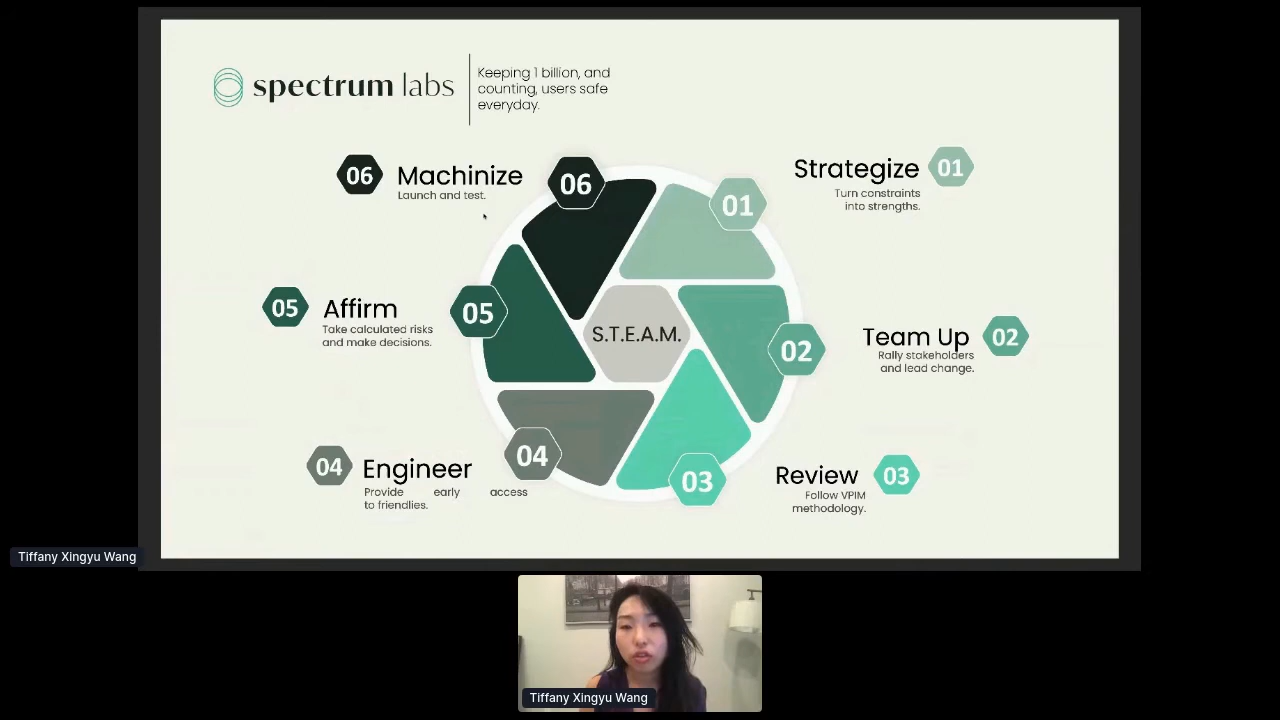 spectrum labs
Keeping 1 billion, and
counting, users safe
everyday.
06
Machinize
Launch and test.
06
01
Strategize
01
Turn constraints
into strengths.
05
Affirm
Take calculated risks
and make decisions.
05
S.T.E.A.M.
02
Team Up
02
Rally stakeholders
and lead change.
04
Engineer
Provide early access
to friendlies.
04
03
Review
03
Follow VPIM
methodology.
Tiffany Xingyu Wang
Tiffany Xingyu Wang